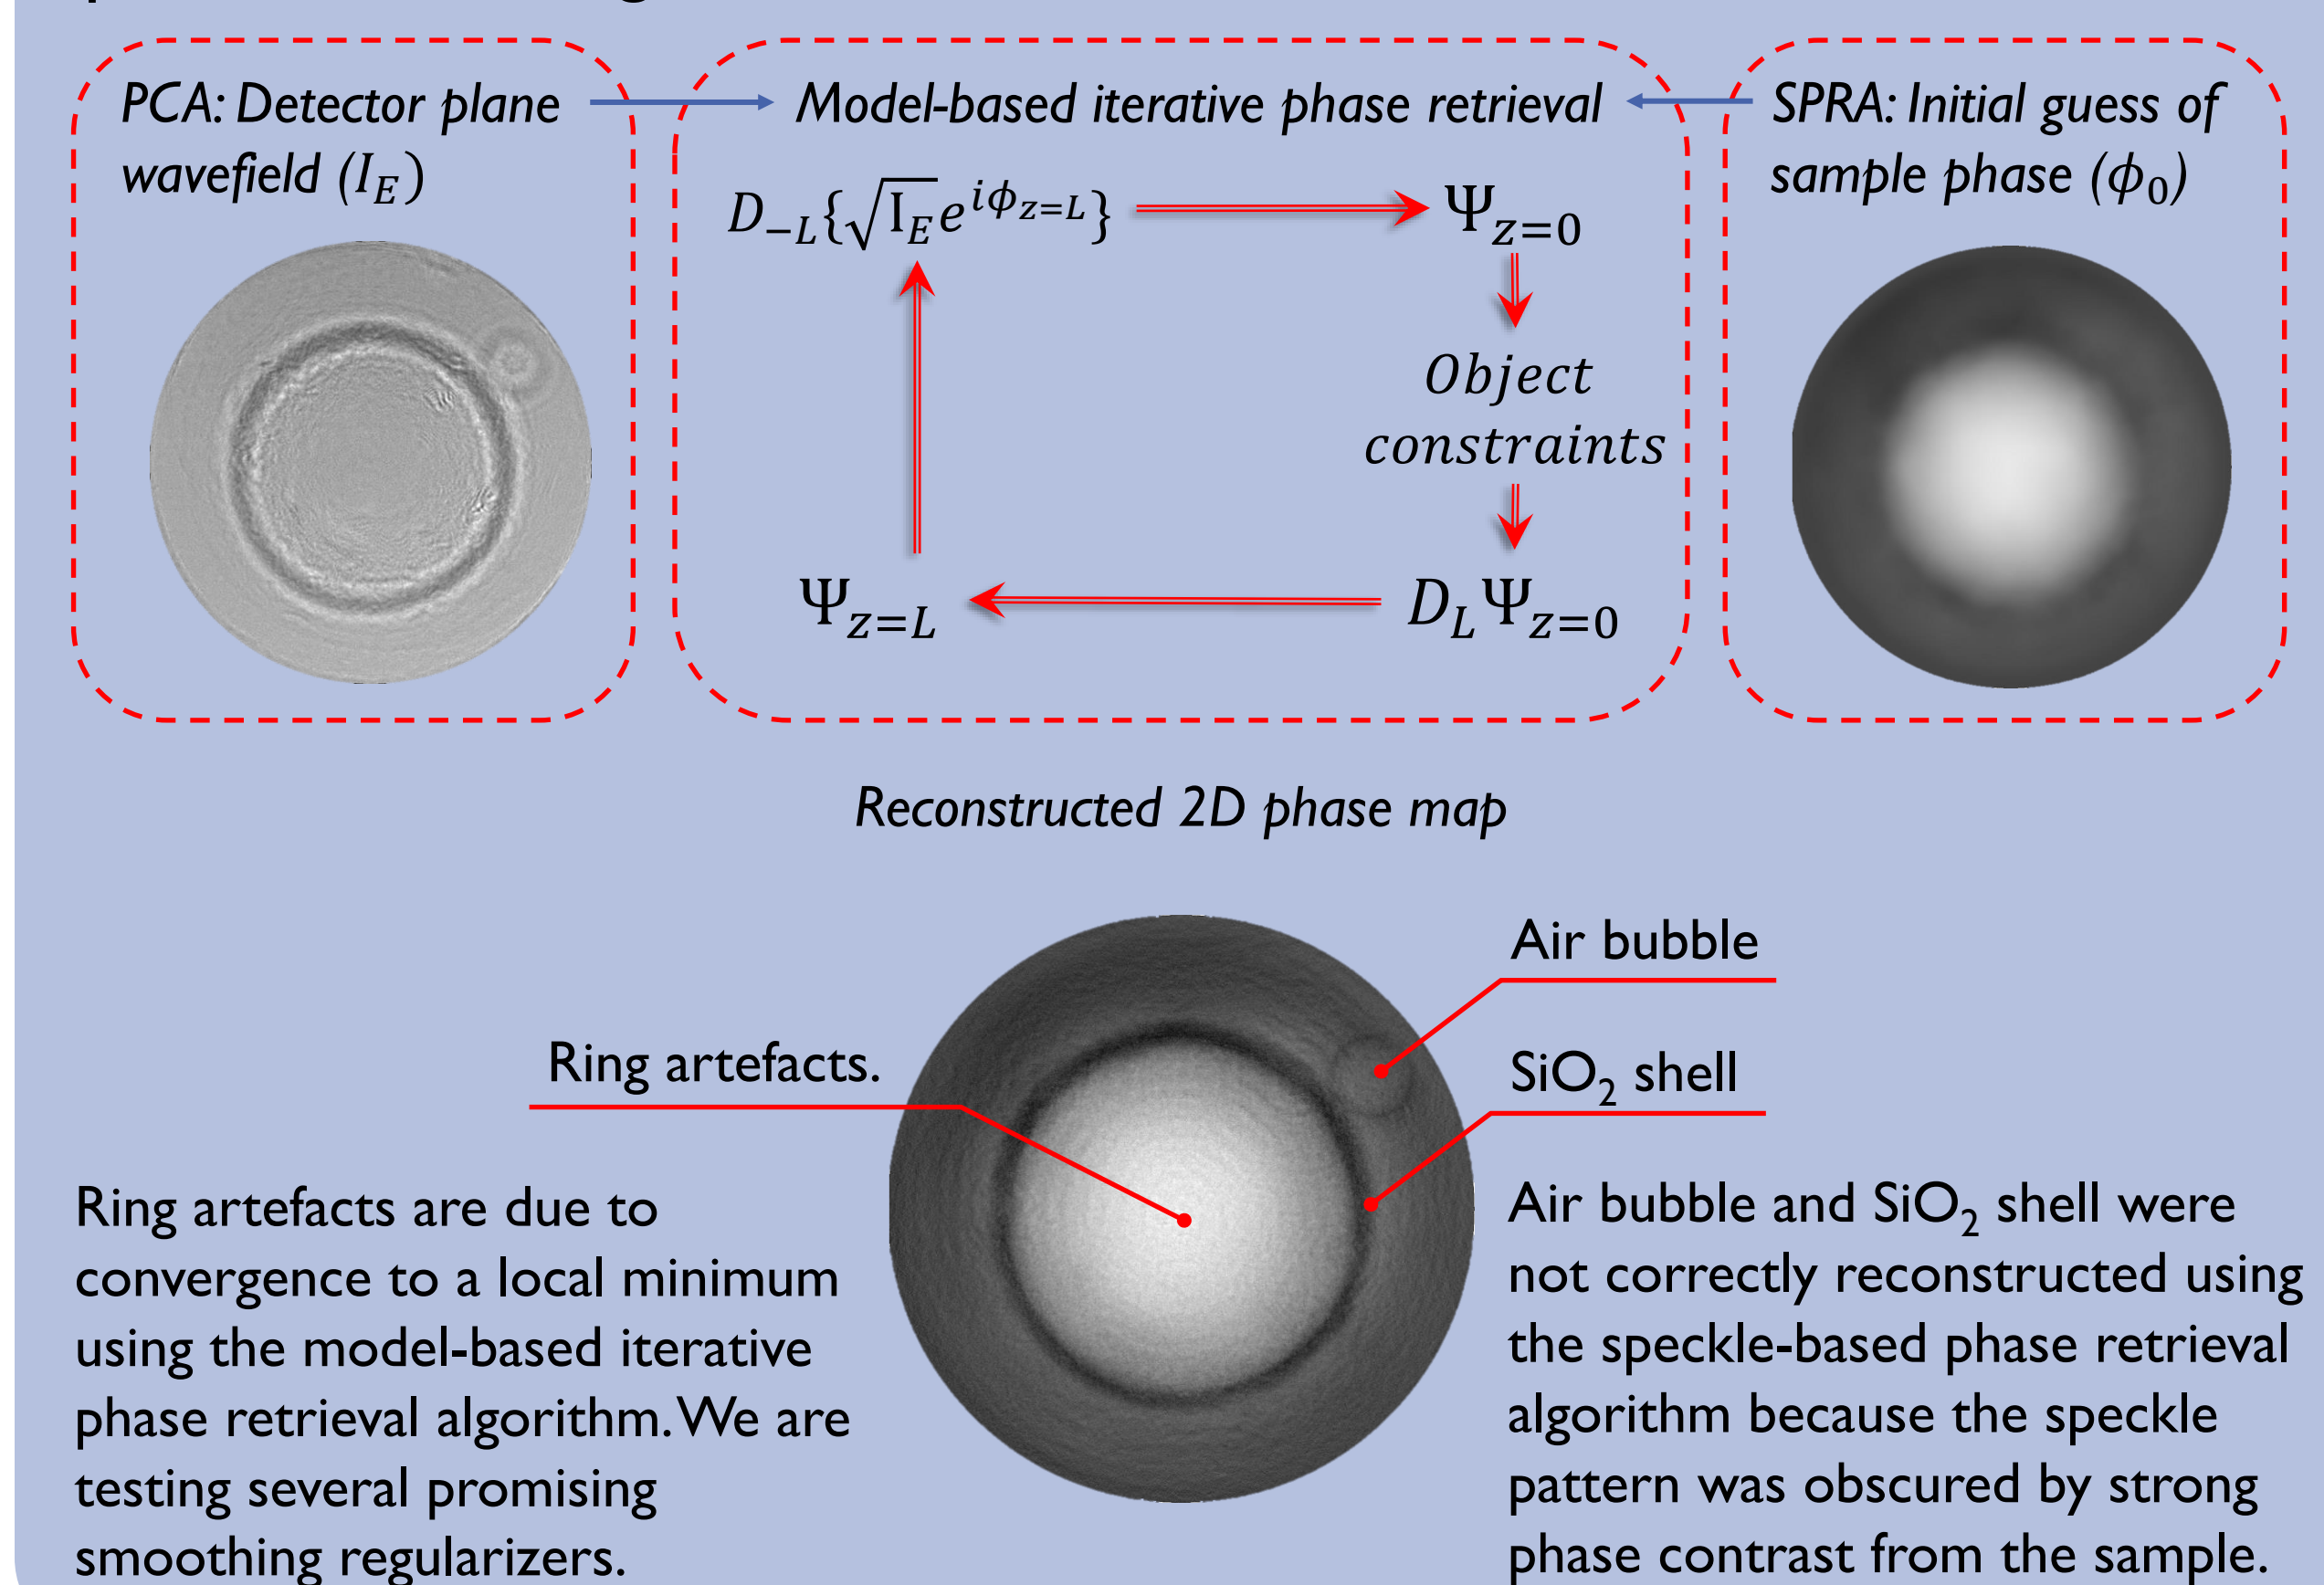 PCA: Detector plane
wavefield (I_E)
Model-based iterative phase retrieval
SPRA: Initial guess of
sample phase (ϕ₀)
D_{−L}{√I_E e^{iϕ_{z=L}}}
Ψ_{z=0}
Object
constraints
Ψ_{z=L}
D_LΨ_{z=0}
Reconstructed 2D phase map
Air bubble
Ring artefacts.
SiO₂ shell
Ring artefacts are due to
convergence to a local minimum
using the model-based iterative
phase retrieval algorithm. We are
testing several promising
smoothing regularizers.
Air bubble and SiO₂ shell were
not correctly reconstructed using
the speckle-based phase retrieval
algorithm because the speckle
pattern was obscured by strong
phase contrast from the sample.